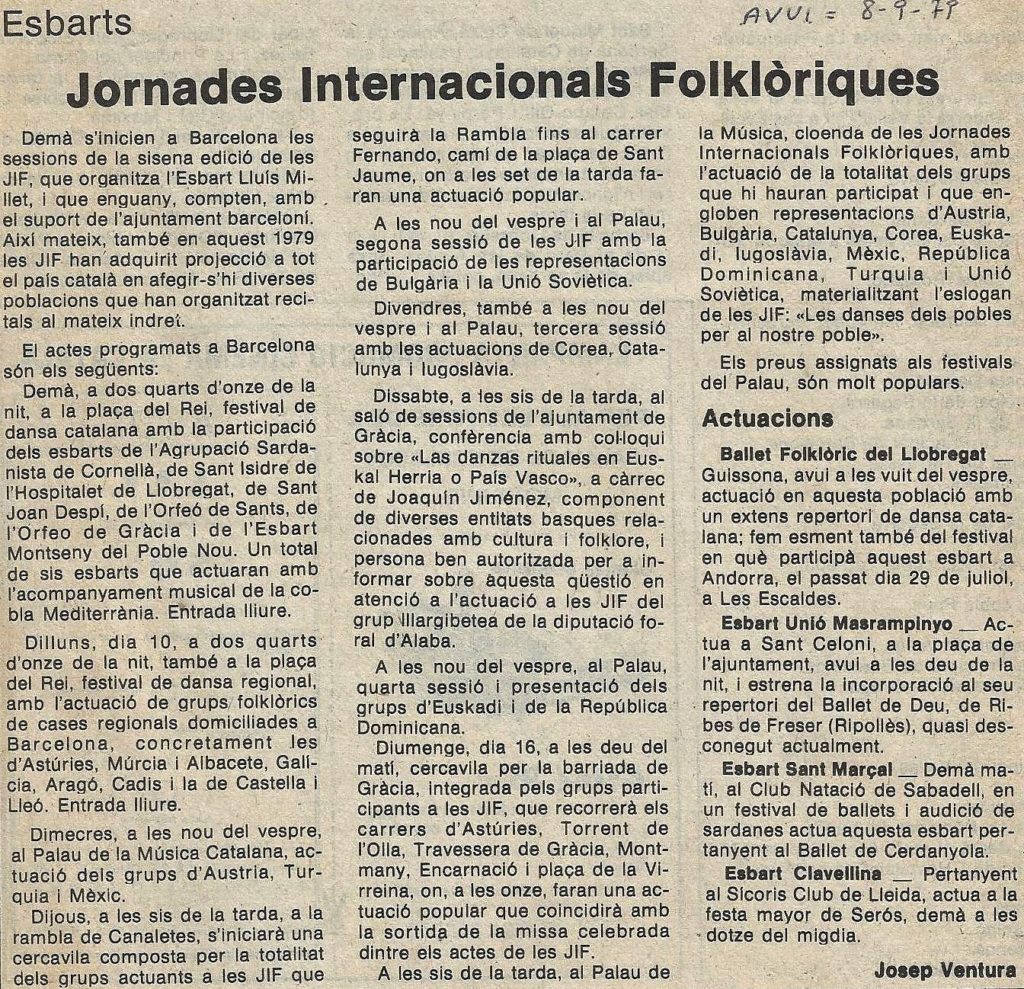 Esbarts
AVUI = 8-9-79
Jornades Internacionals Folklòriques
Demà s'inicien a Barcelona les
sessions de la sisena edició de les
JIF, que organitza l'Esbart Lluís Mi-
llet, i que enguany, compten, amb
el suport de l'ajuntament barceloní.
Així mateix, també en aquest 1979
les JIF han adquirit projecció a tot
el país català en afegir-s'hi diverses
poblacions que han organitzat reci-
tals al mateix indret.
El actes programats a Barcelona
són els següents:
Demà, a dos quarts d'onze de la
nit, a la plaça del Rei, festival de
dansa catalana amb la participació
dels esbarts de l'Agrupació Sarda-
nista de Cornellà, de Sant Isidre de
l'Hospitalet de Llobregat, de Sant
Joan Despí, de l'Orfeó de Sants, de
l'Orfeo de Gràcia i de l'Esbart
Montseny del Poble Nou. Un total
de sis esbarts que actuaran amb
l'acompanyament musical de la co-
bla Mediterrània. Entrada lliure.
Dilluns, dia 10, a dos quarts
d'onze de la nit, també a la plaça
del Rei, festival de dansa regional,
amb l'actuació de grups folklòrics
de cases regionals domiciliades a
Barcelona, concretament les
d'Astúries, Múrcia i Albacete, Galí-
cia, Aragó, Cadis i la de Castella i
Lleó. Entrada lliure.
Dimecres, a les nou del vespre,
al Palau de la Música Catalana, ac-
tuació dels grups d'Austria, Tur-
quia i Mèxic.
Dijous, a les sis de la tarda, a la
rambla de Canaletes, s'iniciarà una
cercavila composta per la totalitat
dels grups actuants a les JIF que
seguirà la Rambla fins al carrer
Fernando, camí de la plaça de Sant
Jaume, on a les set de la tarda fa-
ran una actuació popular.
A les nou del vespre i al Palau,
segona sessió de les JIF amb la
participació de les representacions
de Bulgària i la Unió Soviètica.
Divendres, també a les nou del
vespre i al Palau, tercera sessió
amb les actuacions de Corea, Cata-
lunya i Iugoslàvia.
Dissabte, a les sis de la tarda, al
saló de sessions de l'ajuntament de
Gràcia, confèrencia amb col·loqui
sobre «Las danzas rituales en Eus-
kal Herria o País Vasco», a càrrec
de Joaquín Jiménez, component
de diverses entitats basques rela-
cionades amb cultura i folklore, i
persona ben autoritzada per a in-
formar sobre aquesta qüestió en
atenció a l'actuació a les JIF del
grup Illargibetea de la diputació fo-
ral d'Alaba.
A les nou del vespre, al Palau,
quarta sessió i presentació dels
grups d'Euskadi i de la República
Dominicana.
Diumenge, dia 16, a les deu del
matí, cercavila per la barriada de
Gràcia, integrada pels grups parti-
cipants a les JIF, que recorrerà els
carrers d'Astúries, Torrent de
l'Olla, Travessera de Gràcia, Mont-
many, Encarnació i plaça de la Vi-
rreina, on, a les onze, faran una ac-
tuació popular que coincidirà amb
la sortida de la missa celebrada
dintre els actes de les JIF.
A les sis de la tarda, al Palau de
la Música, cloenda de les Jornades
Internacionals Folklòriques, amb
l'actuació de la totalitat dels grups
que hi hauran participat i que en-
globen representacions d'Austria,
Bulgària, Catalunya, Corea, Euska-
di, Iugoslàvia, Mèxic, República
Dominicana, Turquia i Unió
Soviètica, materialitzant l'eslogan
de les JIF: «Les danses dels pobles
per al nostre poble».
Els preus assignats als festivals
del Palau, són molt populars.
Actuacions
Ballet Folklòric del Llobregat —
Guissona, avui a les vuit del vespre,
actuació en aquesta població amb
un extens repertori de dansa cata-
lana; fem esment també del festival
en què participà aquest esbart a
Andorra, el passat dia 29 de juliol,
a Les Escaldes.
Esbart Unió Masrampinyo — Ac-
tua a Sant Celoni, a la plaça de
l'ajuntament, avui a les deu de la
nit, i estrena la incorporació al seu
repertori del Ballet de Deu, de Ri-
bes de Freser (Ripollès), quasi des-
conegut actualment.
Esbart Sant Marçal — Demà ma-
tí, al Club Natació de Sabadell, en
un festival de ballets i audició de
sardanes actua aquesta esbart per-
tanyent al Ballet de Cerdanyola.
Esbart Clavellina — Pertanyent
al Sícoris Club de Lleida, actua a la
festa mayor de Serós, demà a les
dotze del migdia.
Josep Ventura